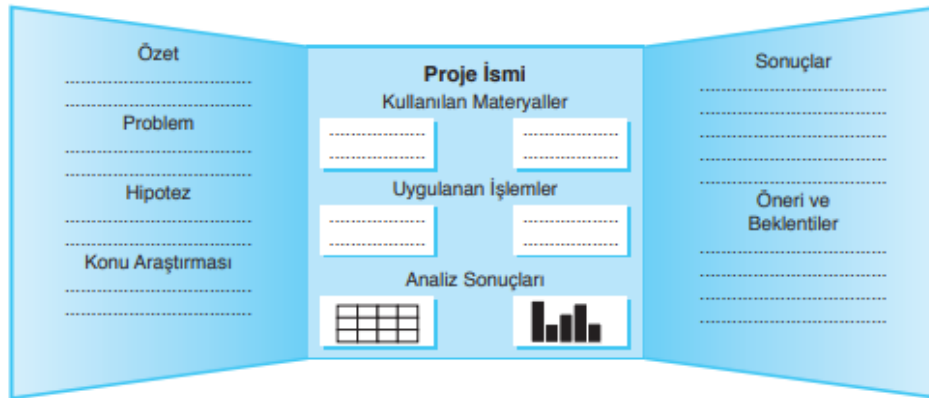 Özet
Problem
Hipotez
Konu Araştırması
Proje İsmi
Kullanılan Materyaller
Uygulanan İşlemler
Analiz Sonuçları
Sonuçlar
Öneri ve
Beklentiler